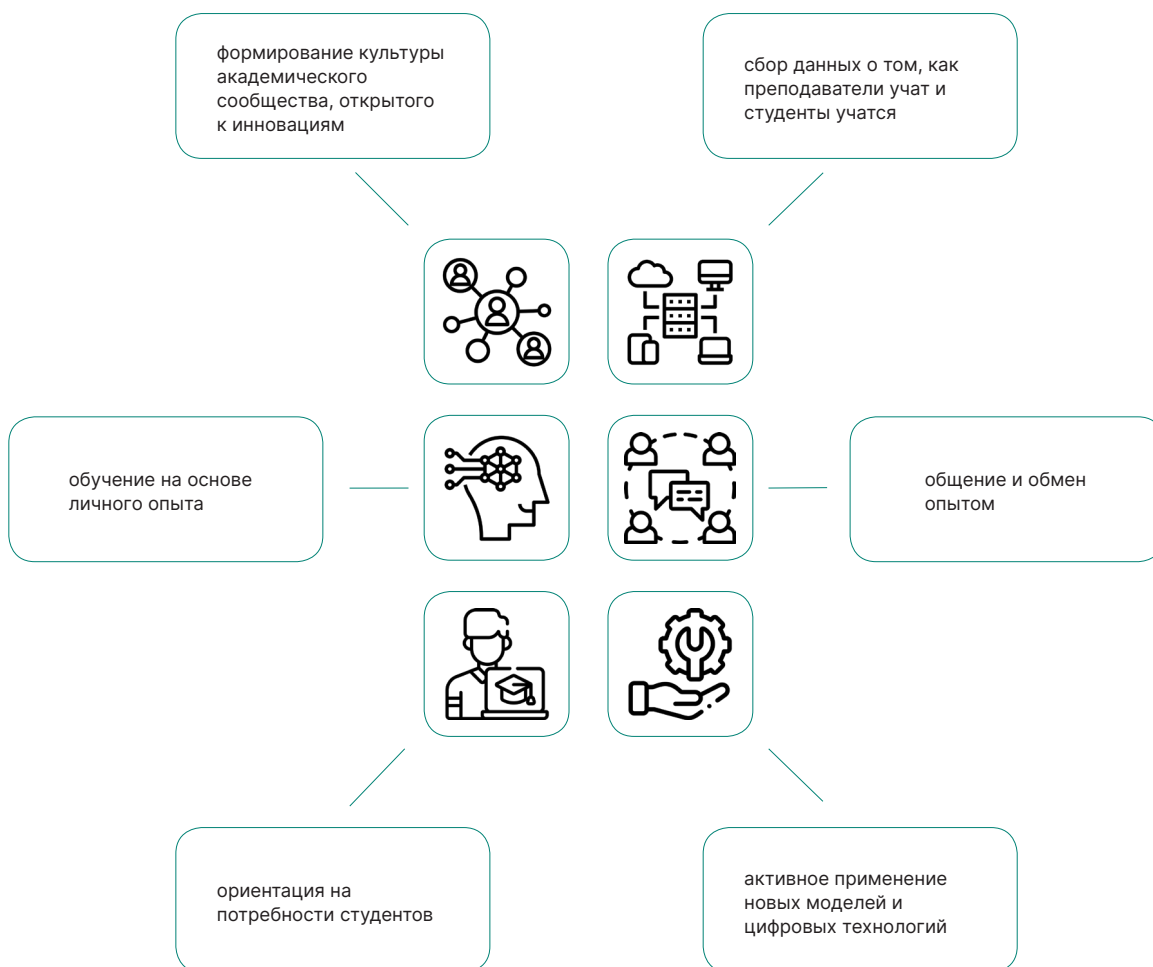 формирование культуры
академического
сообщества, открытого
к инновациям
сбор данных о том, как
преподаватели учат и
студенты учатся
обучение на основе
личного опыта
общение и обмен
опытом
ориентация на
потребности студентов
активное применение
новых моделей и
цифровых технологий